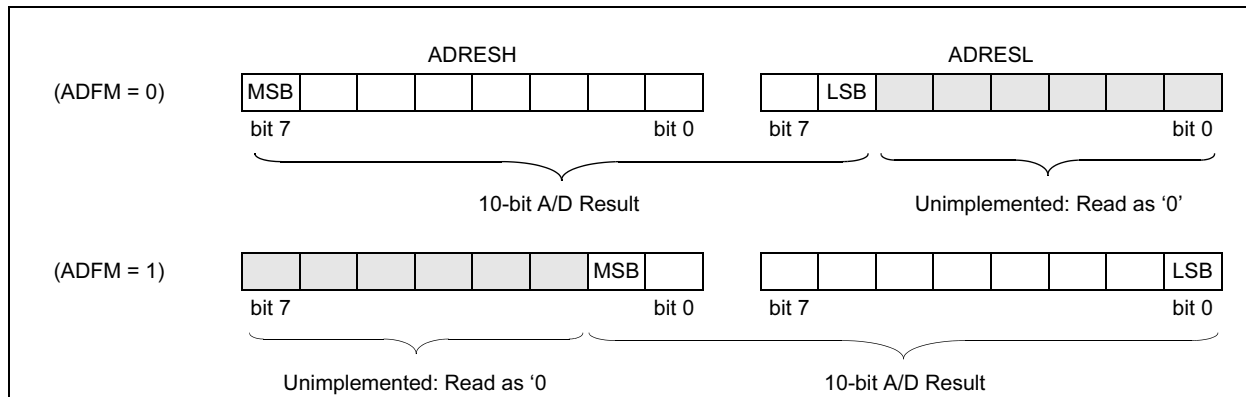 ADRESH ADRESL
(ADFM = 0) MSB LSB
bit 7 bit 0 bit 7 bit 0
10-bit A/D Result Unimplemented: Read as ‘0’
(ADFM = 1) MSB LSB
bit 7 bit 0 bit 7 bit 0
Unimplemented: Read as ‘0 10-bit A/D Result